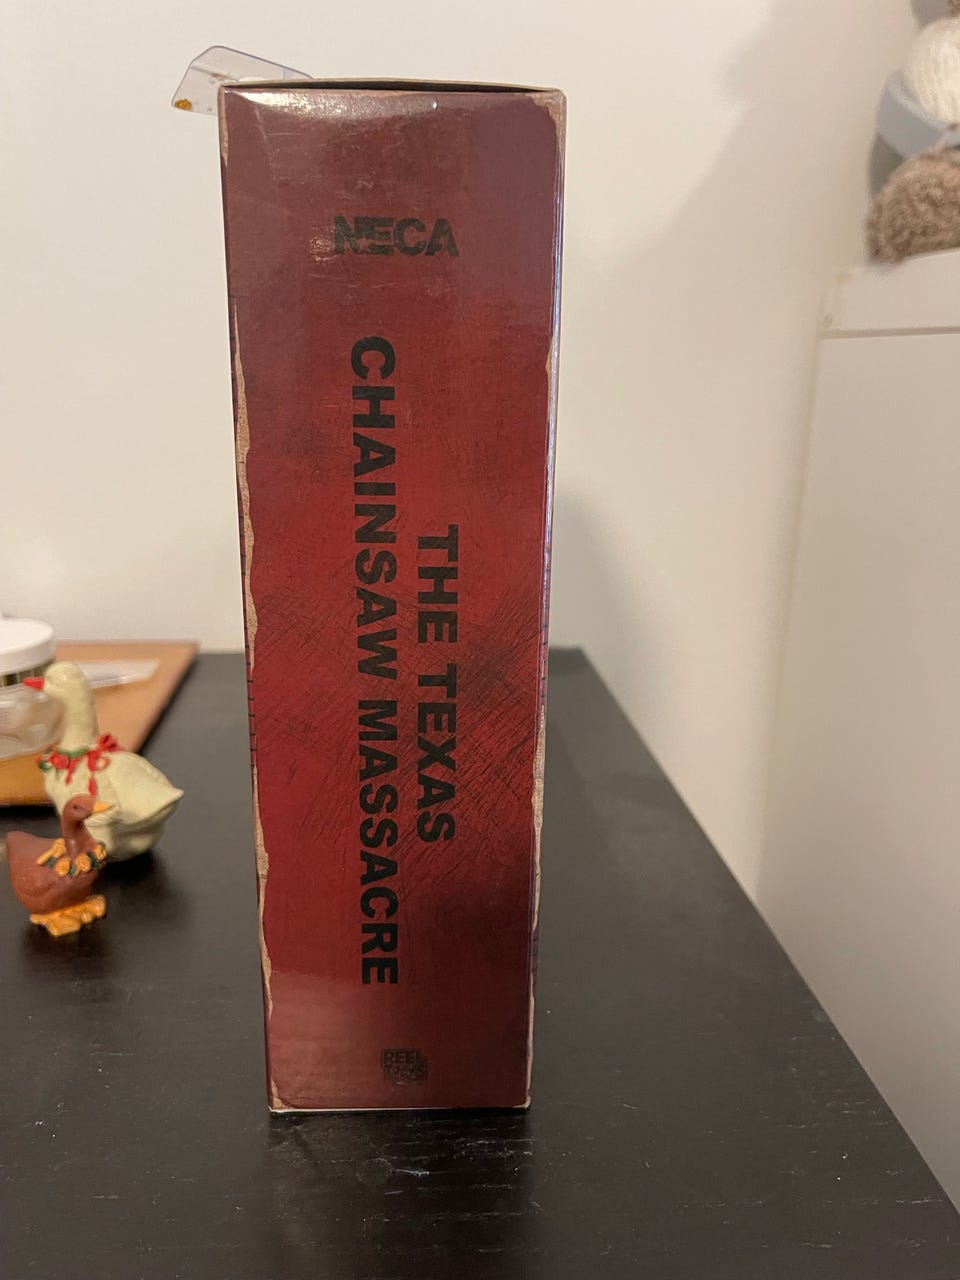 NECA
THE TEXAS
CHAINSAW MASSACRE
REEL
TOYS